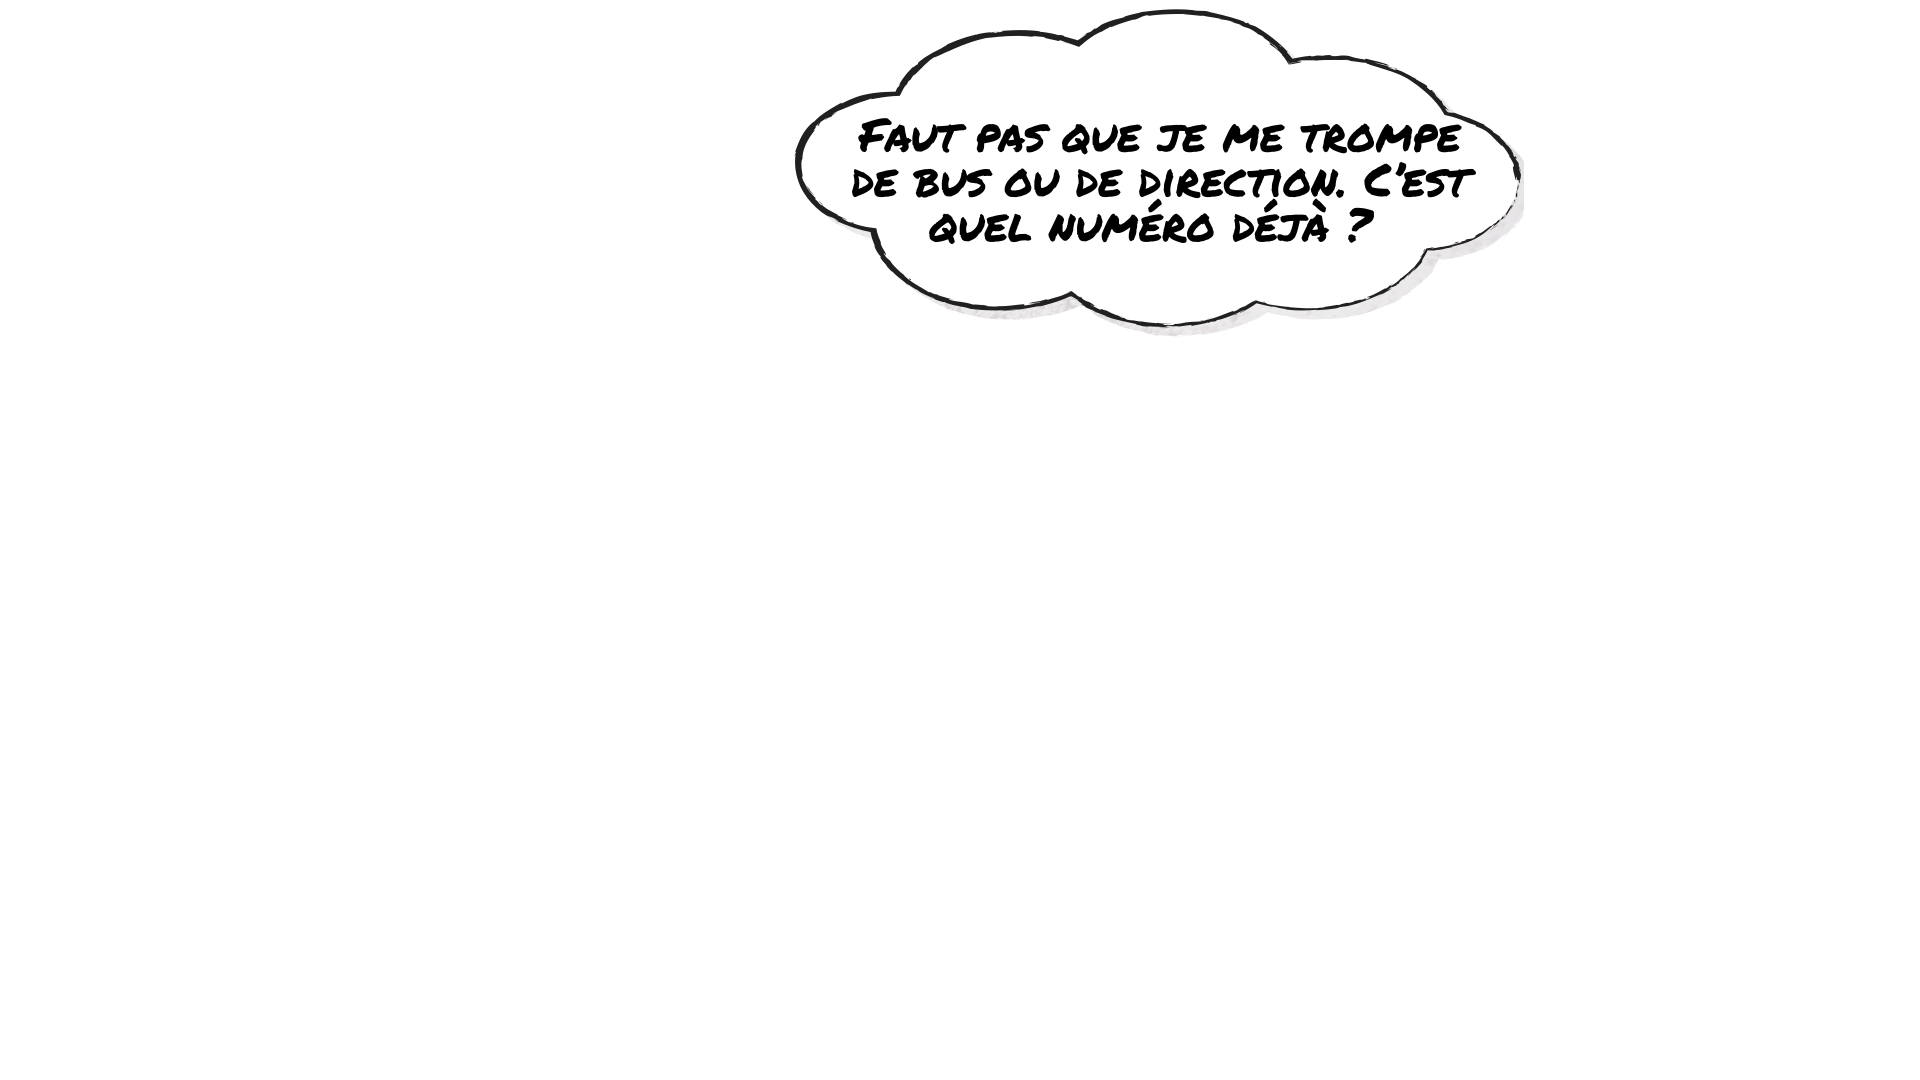 Faut pas que je me trompe
de bus ou de direction. C'est
quel numéro déjà ?